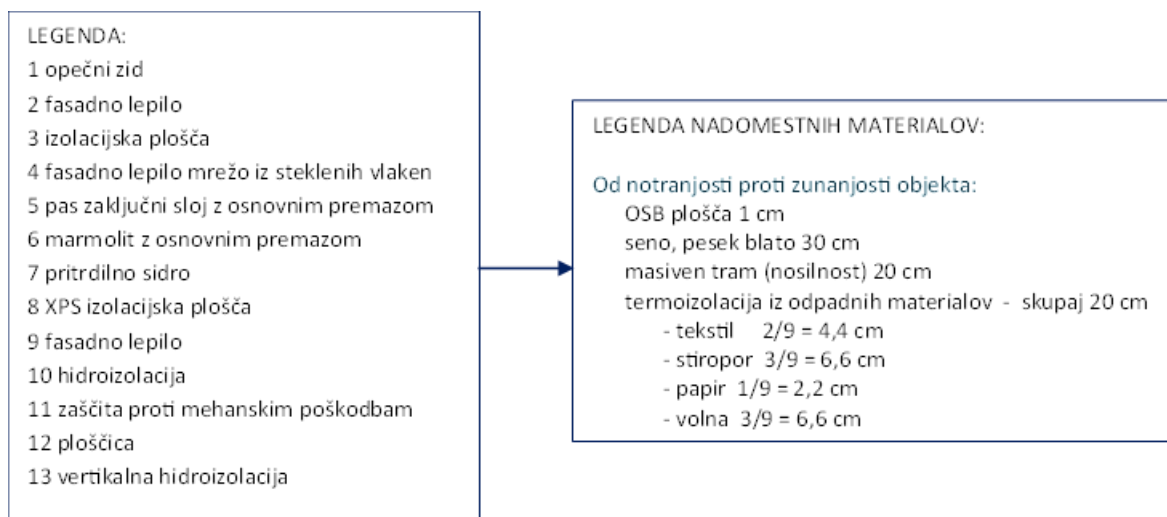 LEGENDA:
1 opečni zid
2 fasadno lepilo
3 izolacijska plošča
4 fasadno lepilo mrežo iz steklenih vlaken
5 pas zaključni sloj z osnovnim premazom
6 marmolit z osnovnim premazom
7 pritrdilno sidro
8 XPS izolacijska plošča
9 fasadno lepilo
10 hidroizolacija
11 zaščita proti mehanskim poškodbam
12 ploščica
13 vertikalna hidroizolacija
LEGENDA NADOMESTNIH MATERIALOV:
Od notranjosti proti zunanjosti objekta:
OSB plošča 1 cm
seno, pesek blato 30 cm
masiven tram (nosilnost) 20 cm
termoizolacija iz odpadnih materialov - skupaj 20 cm
- tekstil 2/9 = 4,4 cm
- stiropor 3/9 = 6,6 cm
- papir 1/9 = 2,2 cm
- volna 3/9 = 6,6 cm